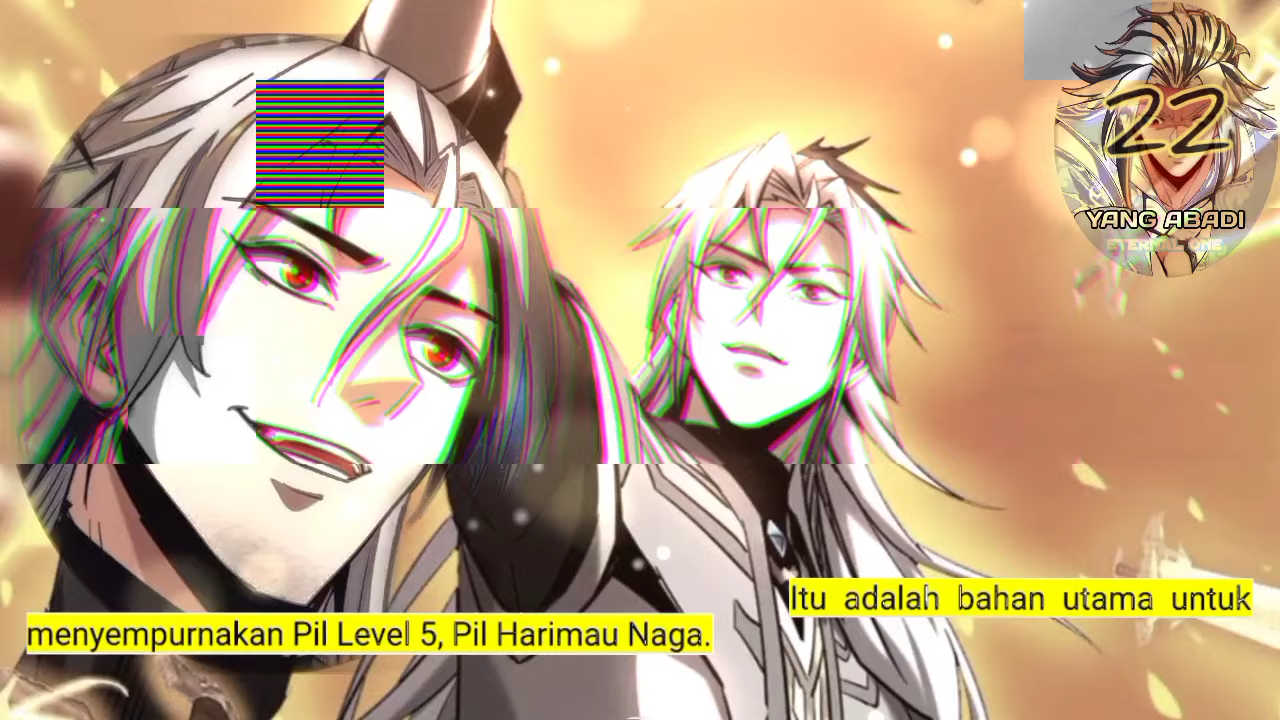 22
YANG ABADI
ETERNAL ONE
Itu adalah bahan utama untuk
menyempurnakan Pil Level 5, Pil Harimau Naga.